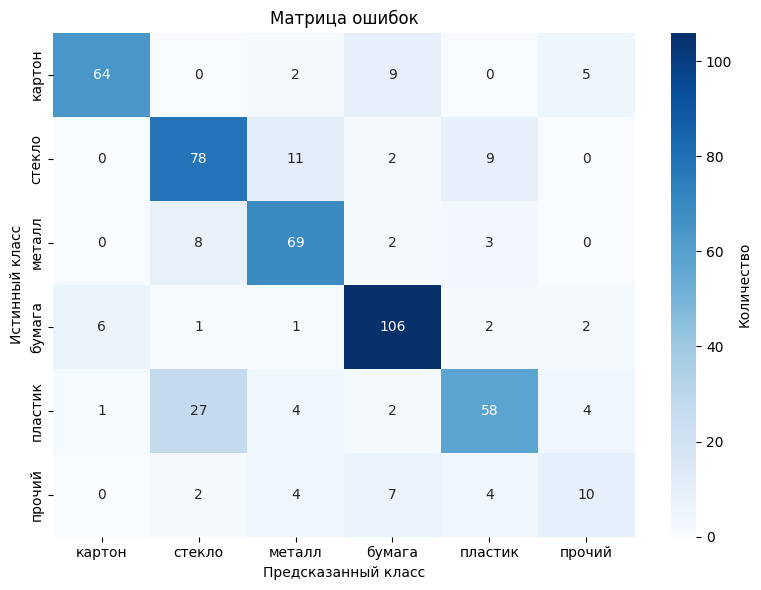 Матрица ошибок
Истинный класс
картон 64 0 2 9 0 5
стекло 0 78 11 2 9 0
металл 0 8 69 2 3 0
бумага 6 1 1 106 2 2
пластик 1 27 4 2 58 4
прочий 0 2 4 7 4 10
картон стекло металл бумага пластик прочий
Предсказанный класс
100
80
60
40
20
0
Количество